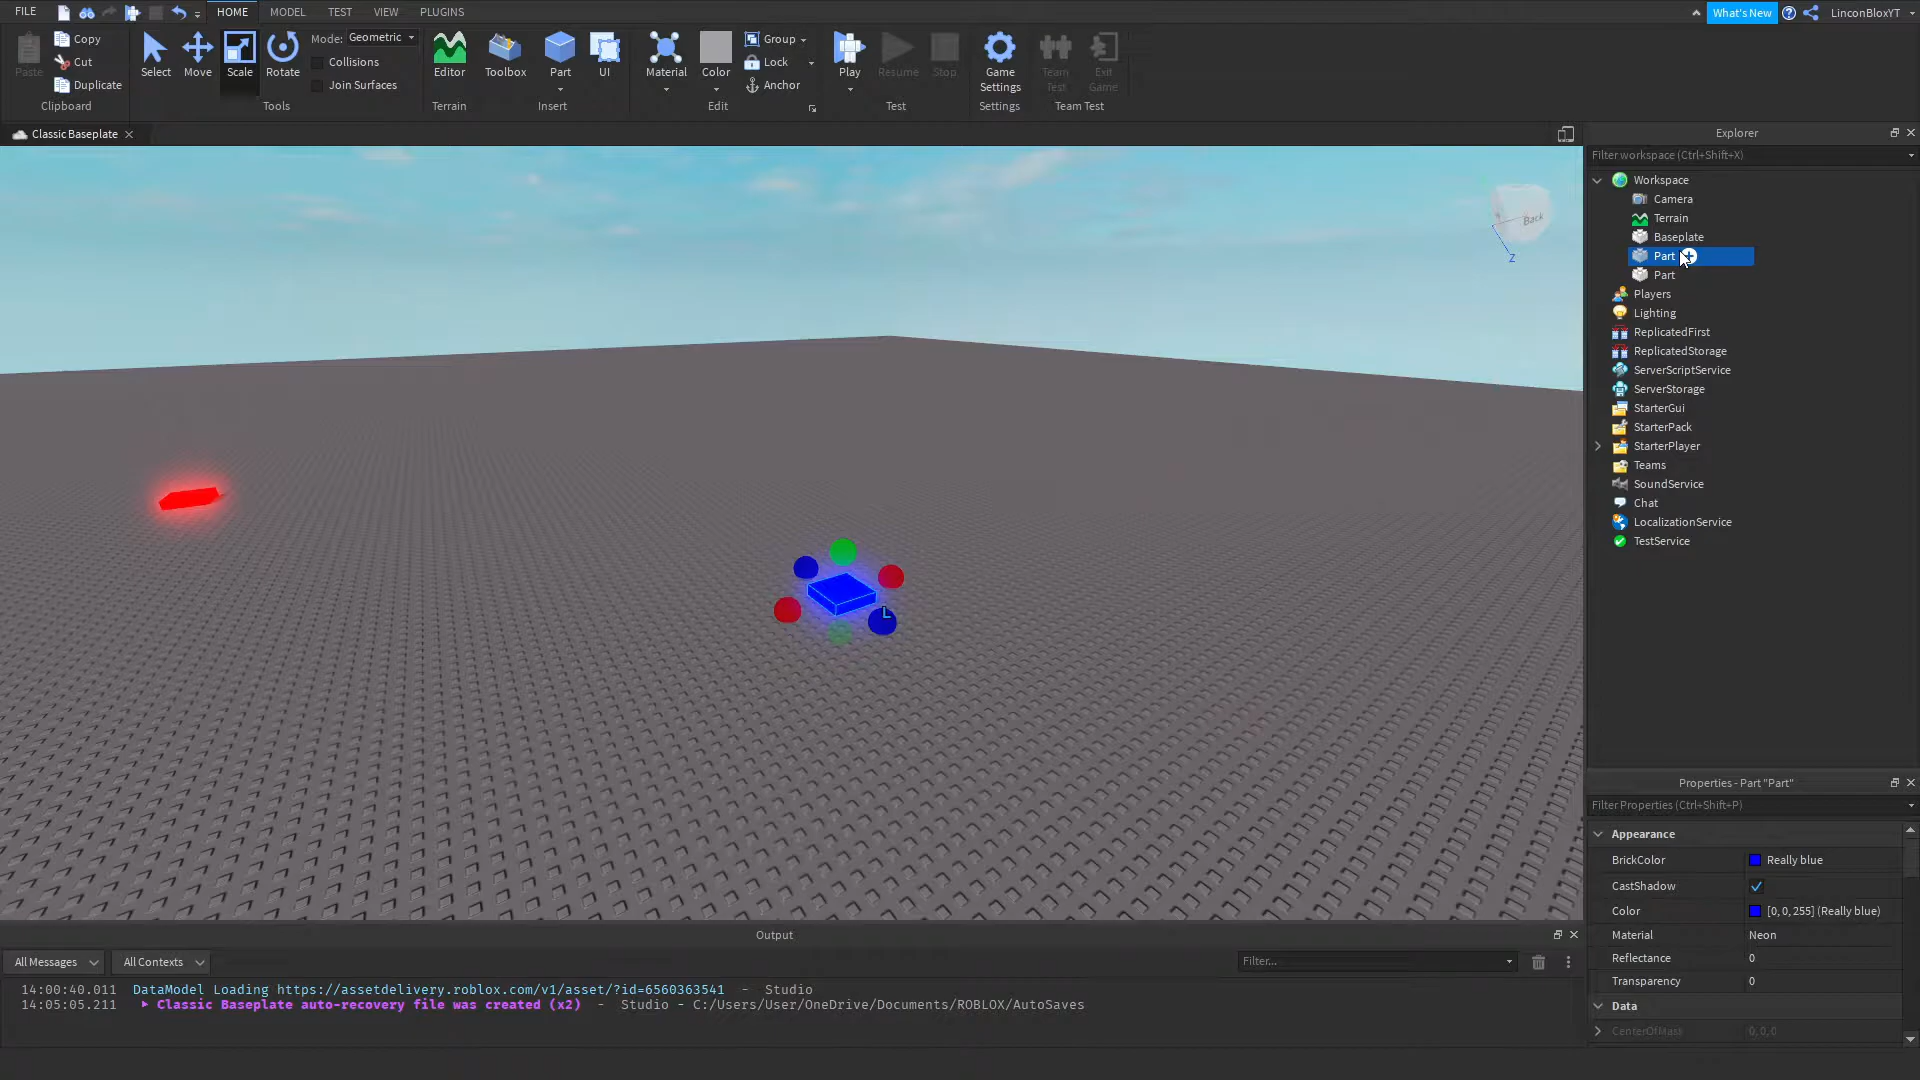 FILE HOME MODEL TEST VIEW PLUGINS What's New LinconBloxYT
Paste Copy Cut Duplicate Clipboard
Select Move Scale Rotate Mode: Geometric Collisions Join Surfaces Tools
Editor Terrain
Toolbox Part UI Insert
Material Color Group Lock Anchor Edit
Play Resume Stop Test
Game Settings Settings
Team Test Exit Game Team Test
Classic Baseplate
Back
Z
L
Explorer
Filter workspace (Ctrl+Shift+X)
Workspace
Camera
Terrain
Baseplate
Part
Part
Players
Lighting
ReplicatedFirst
ReplicatedStorage
ServerScriptService
ServerStorage
StarterGui
StarterPack
StarterPlayer
Teams
SoundService
Chat
LocalizationService
TestService
Properties - Part "Part"
Filter Properties (Ctrl+Shift+P)
Appearance
BrickColor Really blue
CastShadow
Color [0, 0, 255] (Really blue)
Material Neon
Reflectance 0
Transparency 0
Data
CenterOfMass 0, 0, 0
Output
All Messages All Contexts Filter...
14:00:40.011 DataModel Loading https://assetdelivery.roblox.com/v1/asset/?id=6560363541 - Studio
14:05:05.211 Classic Baseplate auto-recovery file was created (x2) - Studio - C:/Users/User/OneDrive/Documents/ROBLOX/AutoSaves